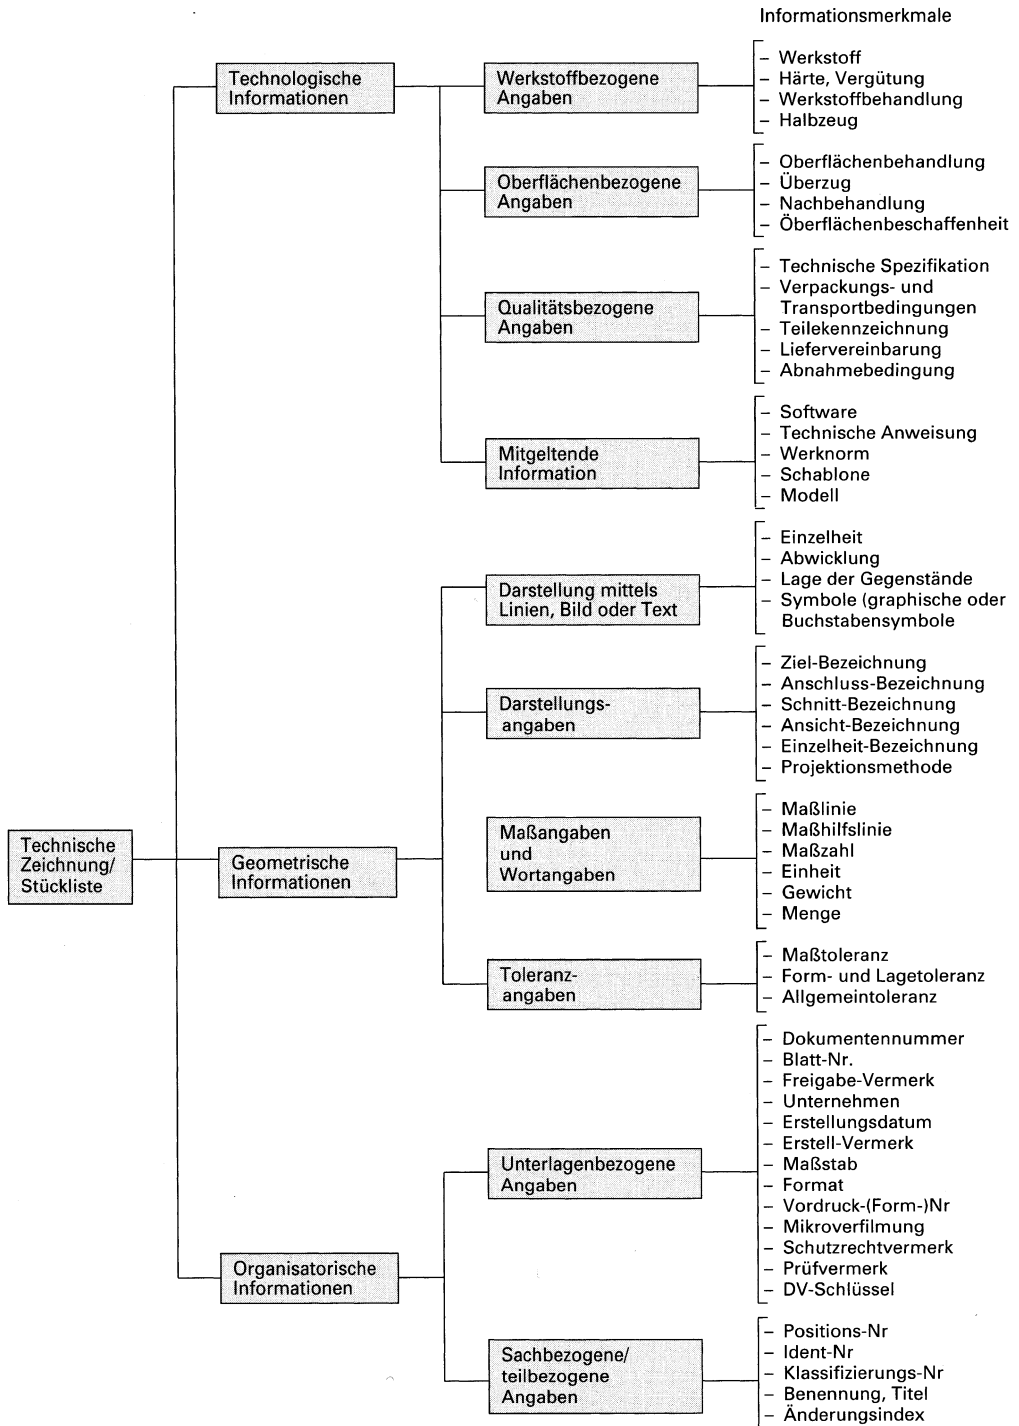 Informationsmerkmale
Technologische
Informationen
Werkstoffbezogene
Angaben
– Werkstoff
– Härte, Vergütung
– Werkstoffbehandlung
– Halbzeug
Oberflächenbezogene
Angaben
– Oberflächenbehandlung
– Überzug
– Nachbehandlung
– Öberflächenbeschaffenheit
Qualitätsbezogene
Angaben
– Technische Spezifikation
– Verpackungs- und
Transportbedingungen
– Teilekennzeichnung
– Liefervereinbarung
– Abnahmebedingung
Mitgeltende
Information
– Software
– Technische Anweisung
– Werknorm
– Schablone
– Modell
Technische
Zeichnung/
Stückliste
Geometrische
Informationen
Darstellung mittels
Linien, Bild oder Text
– Einzelheit
– Abwicklung
– Lage der Gegenstände
– Symbole (graphische oder
Buchstabensymbole
Darstellungs-
angaben
– Ziel-Bezeichnung
– Anschluss-Bezeichnung
– Schnitt-Bezeichnung
– Ansicht-Bezeichnung
– Einzelheit-Bezeichnung
– Projektionsmethode
Maßangaben
und
Wortangaben
– Maßlinie
– Maßhilfslinie
– Maßzahl
– Einheit
– Gewicht
– Menge
Toleranz-
angaben
– Maßtoleranz
– Form- und Lagetoleranz
– Allgemeintoleranz
Organisatorische
Informationen
Unterlagenbezogene
Angaben
– Dokumentennummer
– Blatt-Nr.
– Freigabe-Vermerk
– Unternehmen
– Erstellungsdatum
– Erstell-Vermerk
– Maßstab
– Format
– Vordruck-(Form-)Nr
– Mikroverfilmung
– Schutzrechtvermerk
– Prüfvermerk
– DV-Schlüssel
Sachbezogene/
teilbezogene
Angaben
– Positions-Nr
– Ident-Nr
– Klassifizierungs-Nr
– Benennung, Titel
– Änderungsindex